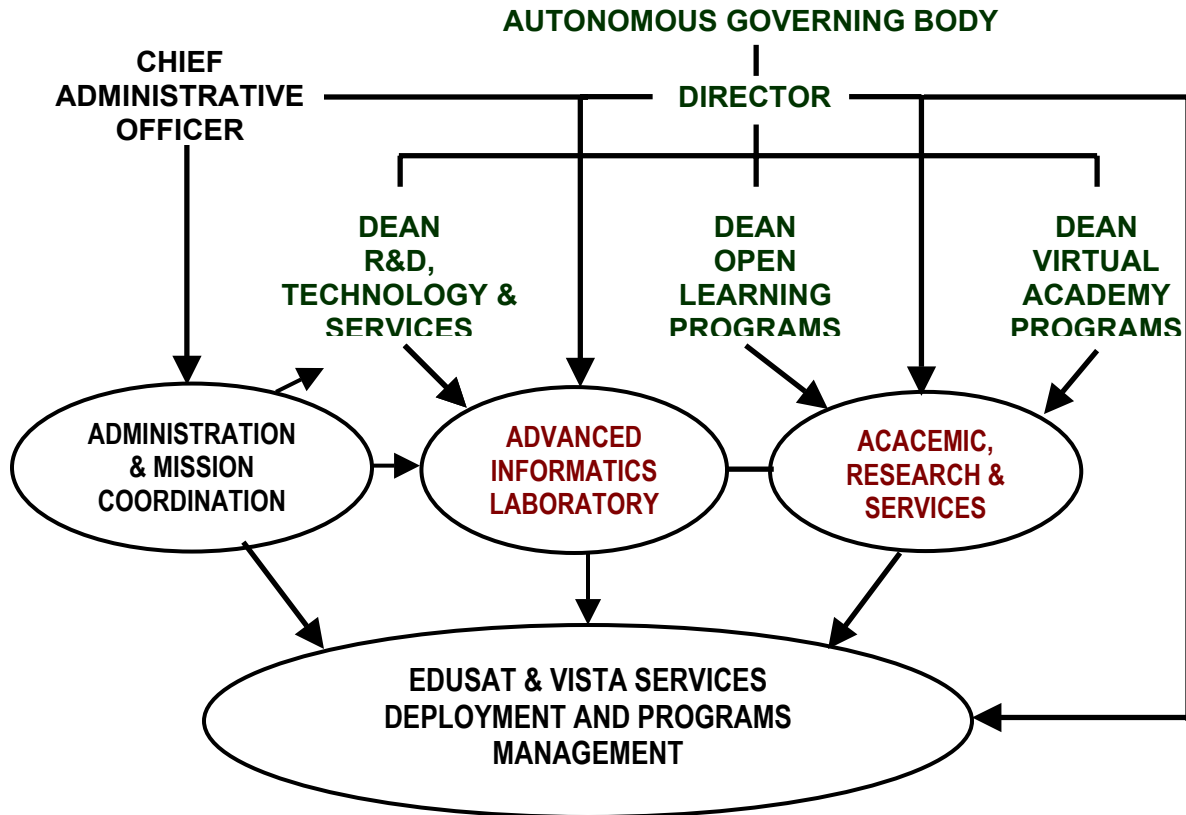 AUTONOMOUS GOVERNING BODY
CHIEF
ADMINISTRATIVE
OFFICER
DIRECTOR
DEAN
R&D,
TECHNOLOGY &
SERVICES
DEAN
OPEN
LEARNING
PROGRAMS
DEAN
VIRTUAL
ACADEMY
PROGRAMS
ADMINISTRATION
& MISSION
COORDINATION
ADVANCED
INFORMATICS
LABORATORY
ACACEMIC,
RESEARCH &
SERVICES
EDUSAT & VISTA SERVICES
DEPLOYMENT AND PROGRAMS
MANAGEMENT